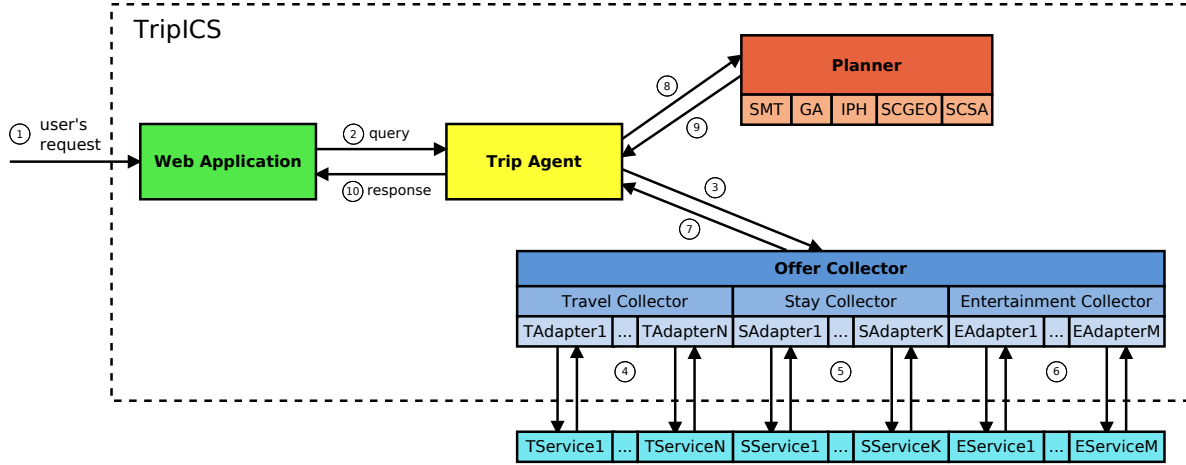 TripICS
1 user's
request
Web Application
2 query
10 response
Trip Agent
8
9
Planner
SMT GA IPH SCGEO SCSA
3
7
Offer Collector
Travel Collector Stay Collector Entertainment Collector
TAdapter1 ... TAdapterN SAdapter1 ... SAdapterK EAdapter1 ... EAdapterM
4 5 6
TService1 ... TServiceN SService1 ... SServiceK EService1 ... EServiceM